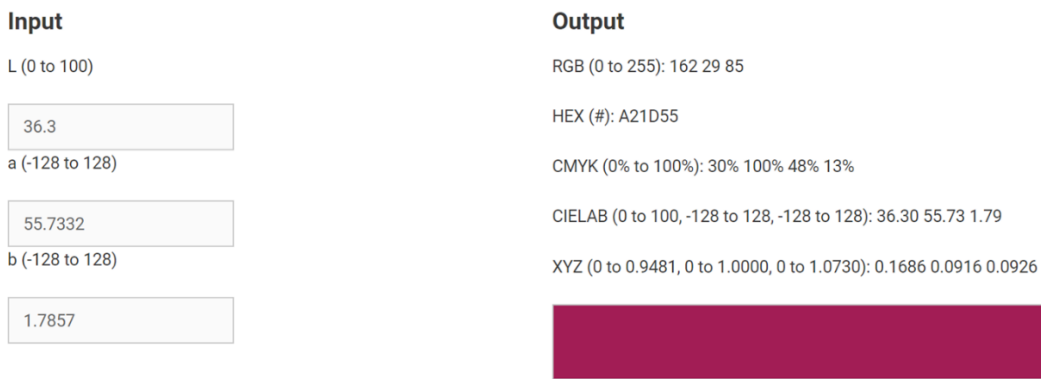 Input
L (0 to 100)
36.3
a (-128 to 128)
55.7332
b (-128 to 128)
1.7857
Output
RGB (0 to 255): 162 29 85
HEX (#): A21D55
CMYK (0% to 100%): 30% 100% 48% 13%
CIELAB (0 to 100, -128 to 128, -128 to 128): 36.30 55.73 1.79
XYZ (0 to 0.9481, 0 to 1.0000, 0 to 1.0730): 0.1686 0.0916 0.0926